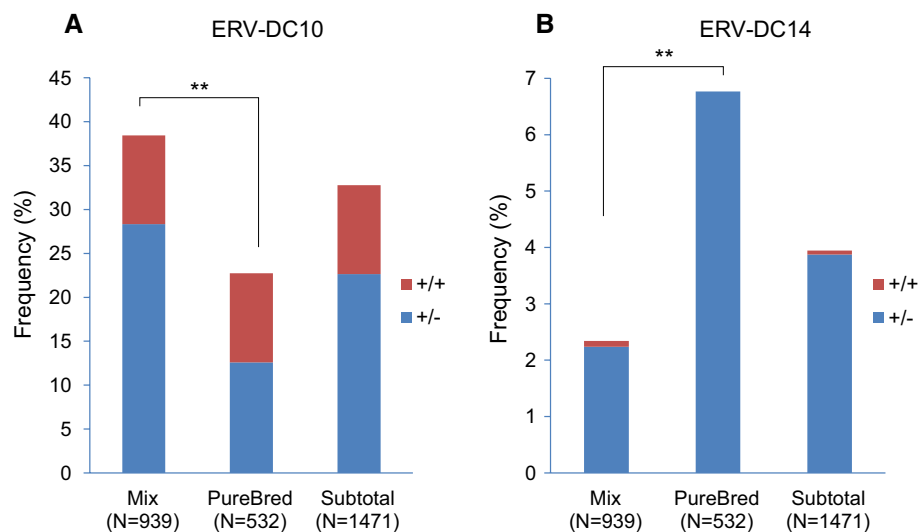 A
ERV-DC10
Frequency (%)
45
40
35
30
25
20
15
10
5
0
**
+/+
+/-
Mix
(N=939)
PureBred
(N=532)
Subtotal
(N=1471)
B
ERV-DC14
Frequency (%)
7
6
5
4
3
2
1
0
**
+/+
+/-
Mix
(N=939)
PureBred
(N=532)
Subtotal
(N=1471)